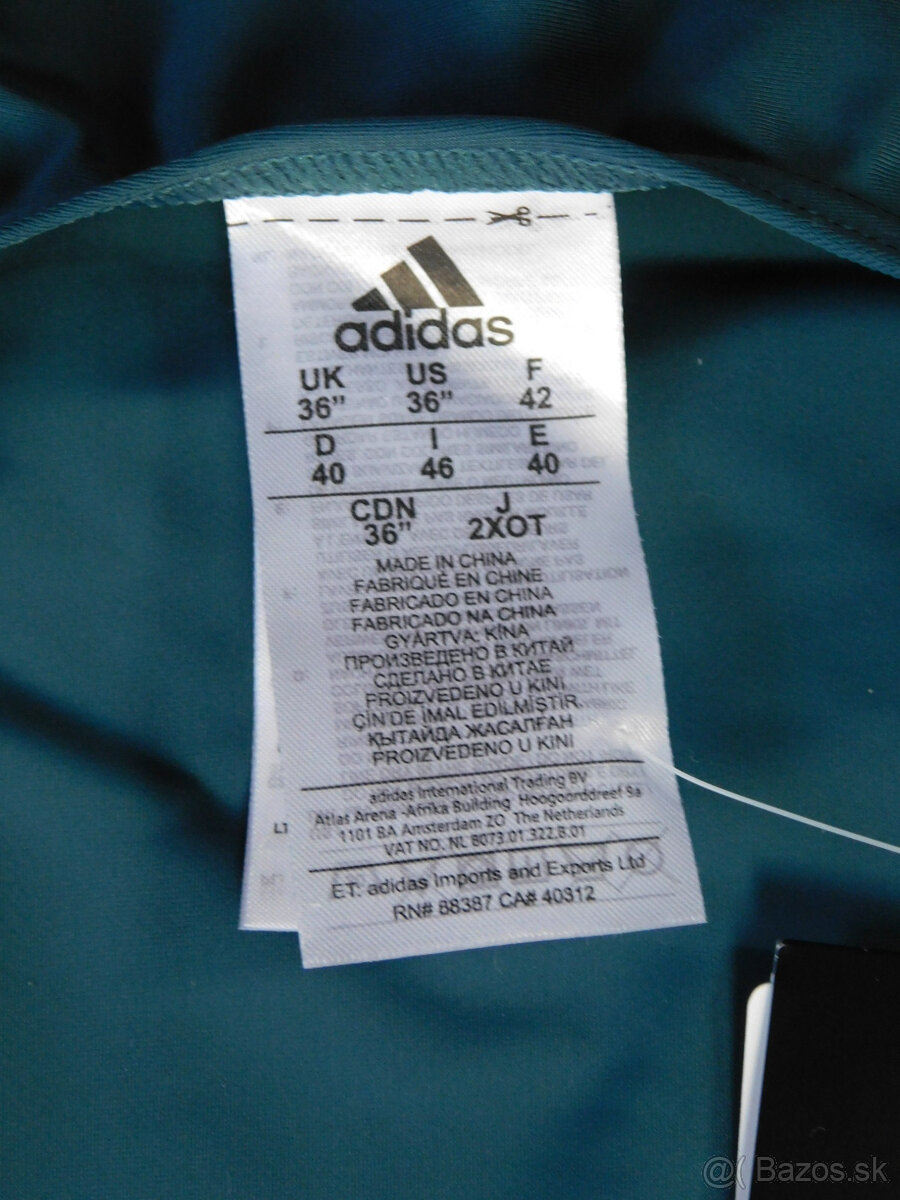 adidas
UK US F
36" 36" 42
D I E
40 46 40
CDN J
36" 2XOT
MADE IN CHINA
FABRIQUÉ EN CHINE
FABRICADO EN CHINA
FABRICADO NA CHINA
GYÁRTVA: KÍNA
ПРОИЗВЕДЕНО В КИТАЙ
СДЕЛАНО В КИТАЕ
PROIZVEDENO U KINI
ÇİN'DE İMAL EDİLMİŞTİR.
ҚЫТАЙДА ЖАСАЛҒАН
PROIZVEDENO U KINI
adidas International Trading BV
Atlas Arena -Afrika Building Hoogoorddreef 9a
1101 BA Amsterdam ZO The Netherlands
VAT NO. NL 8073.01.322.B.01
L1
ET: adidas Imports and Exports Ltd
RN# 88387 CA# 40312
@( Bazos.sk